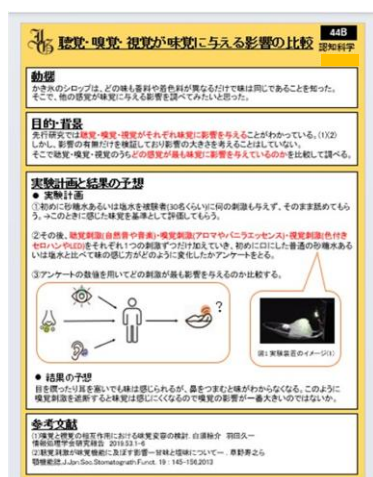 44B
聴覚・嗅覚・視覚が味覚に与える影響の比較
認知科学
動機
かき氷のシロップは、どの味も香料や着色料が異なるだけで味は同じであることを知った。
そこで、他の感覚が味覚に与える影響を調べてみたいと思った。
目的・背景
先行研究では聴覚・嗅覚・視覚がそれぞれ味覚に影響を与えることがわかっている。(1)(2)
しかし、影響の有無だけを検証しており影響の大きさを考えることはしていない。
そこで聴覚・嗅覚・視覚のうちどの感覚が最も味覚に影響を与えているのかを比較して調べる。
実験計画と結果の予想
● 実験計画
①初めに砂糖水あるいは塩水を被験者(30名くらい)に何の刺激も与えず、そのまま舐めてもら
う。→このときに感じた味覚を基準として評価してもらう。
②その後、聴覚刺激(自然音や音楽)・嗅覚刺激(アロマやバニラエッセンス)・視覚刺激(色付き
セロハンやLED)をそれぞれ1つの刺激ずつだけ加えていき、初めに口にした普通の砂糖水ある
いは塩水と比べて味の感じ方がどのように変化したかアンケートをとる。
③アンケートの数値を用いてどの刺激が最も影響を与えるのか比較する。
?
図1 実験装置のイメージ(1)
● 結果の予想
目を覆ったり耳を塞いでも味は感じられるが、鼻をつまむと味がわからなくなる。このように
嗅覚刺激を遮断すると味覚は感じにくくなるので嗅覚の影響が一番大きいのではないか。
参考文献
(1)嗅覚と視覚の相互作用における味覚変容の検討. 白須椋介 羽田久一
情報処理学会研究報告 2019.53.1-6
(2)聴覚刺激が味覚機能に及ぼす影響ー甘味と塩味についてー. 草野寿之ら
顎機能誌.J.Jpn.Soc.Stomatognath.Funct. 19 : 145-156,2013